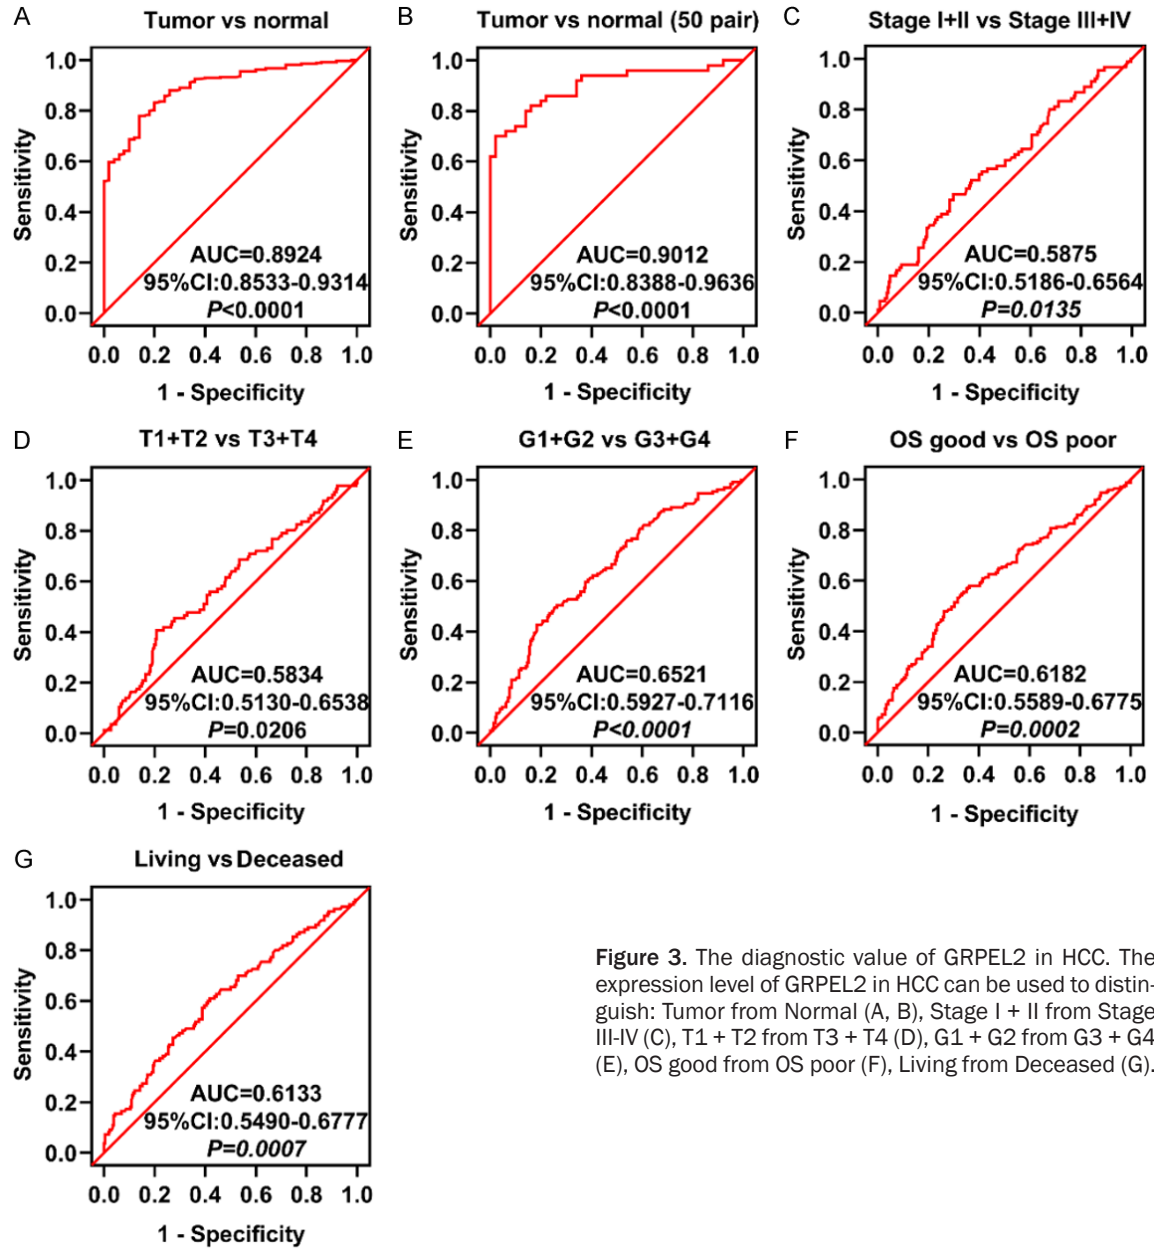 A
Tumor vs normal
1.0
0.8
0.6
0.4
0.2
0.0
Sensitivity
AUC=0.8924
95%CI:0.8533-0.9314
P<0.0001
0.0 0.2 0.4 0.6 0.8 1.0
1 - Specificity
B
Tumor vs normal (50 pair)
1.0
0.8
0.6
0.4
0.2
0.0
Sensitivity
AUC=0.9012
95%CI:0.8388-0.9636
P<0.0001
0.0 0.2 0.4 0.6 0.8 1.0
1 - Specificity
C
Stage I+II vs Stage III+IV
1.0
0.8
0.6
0.4
0.2
0.0
Sensitivity
AUC=0.5875
95%CI:0.5186-0.6564
P=0.0135
0.0 0.2 0.4 0.6 0.8 1.0
1 - Specificity
D
T1+T2 vs T3+T4
1.0
0.8
0.6
0.4
0.2
0.0
Sensitivity
AUC=0.5834
95%CI:0.5130-0.6538
P=0.0206
0.0 0.2 0.4 0.6 0.8 1.0
1 - Specificity
E
G1+G2 vs G3+G4
1.0
0.8
0.6
0.4
0.2
0.0
Sensitivity
AUC=0.6521
95%CI:0.5927-0.7116
P<0.0001
0.0 0.2 0.4 0.6 0.8 1.0
1 - Specificity
F
OS good vs OS poor
1.0
0.8
0.6
0.4
0.2
0.0
Sensitivity
AUC=0.6182
95%CI:0.5589-0.6775
P=0.0002
0.0 0.2 0.4 0.6 0.8 1.0
1 - Specificity
G
Living vs Deceased
1.0
0.8
0.6
0.4
0.2
0.0
Sensitivity
AUC=0.6133
95%CI:0.5490-0.6777
P=0.0007
0.0 0.2 0.4 0.6 0.8 1.0
1 - Specificity
Figure 3. The diagnostic value of GRPEL2 in HCC. The
expression level of GRPEL2 in HCC can be used to distin-
guish: Tumor from Normal (A, B), Stage I + II from Stage
III-IV (C), T1 + T2 from T3 + T4 (D), G1 + G2 from G3 + G4
(E), OS good from OS poor (F), Living from Deceased (G).